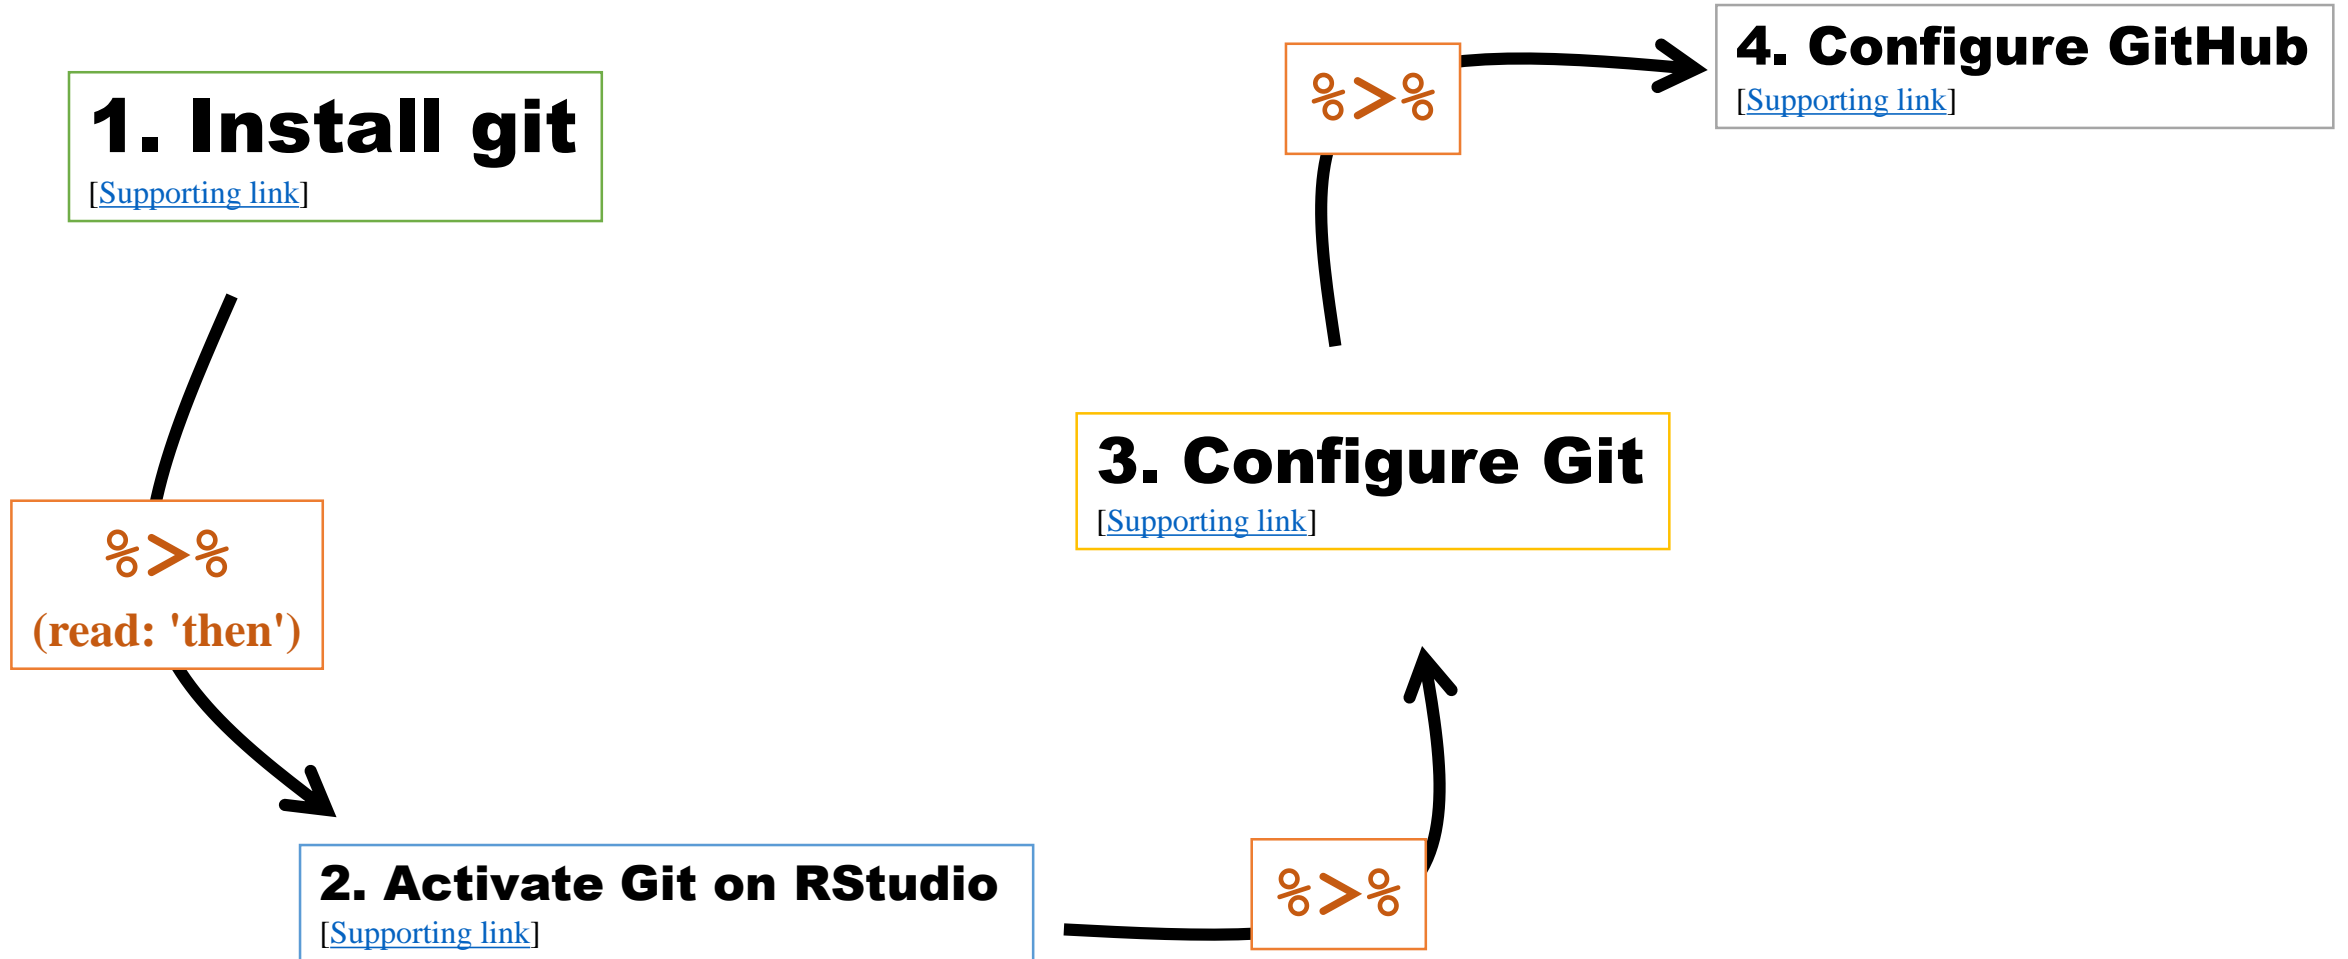 1. Install git
[Supporting link]
%>%
(read: 'then')
2. Activate Git on RStudio
[Supporting link]
%>%
3. Configure Git
[Supporting link]
%>%
4. Configure GitHub
[Supporting link]